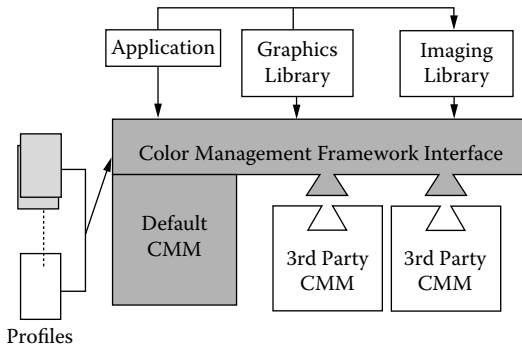 Application
Graphics
Library
Imaging
Library
Color Management Framework Interface
Default
CMM
3rd Party
CMM
3rd Party
CMM
Profiles